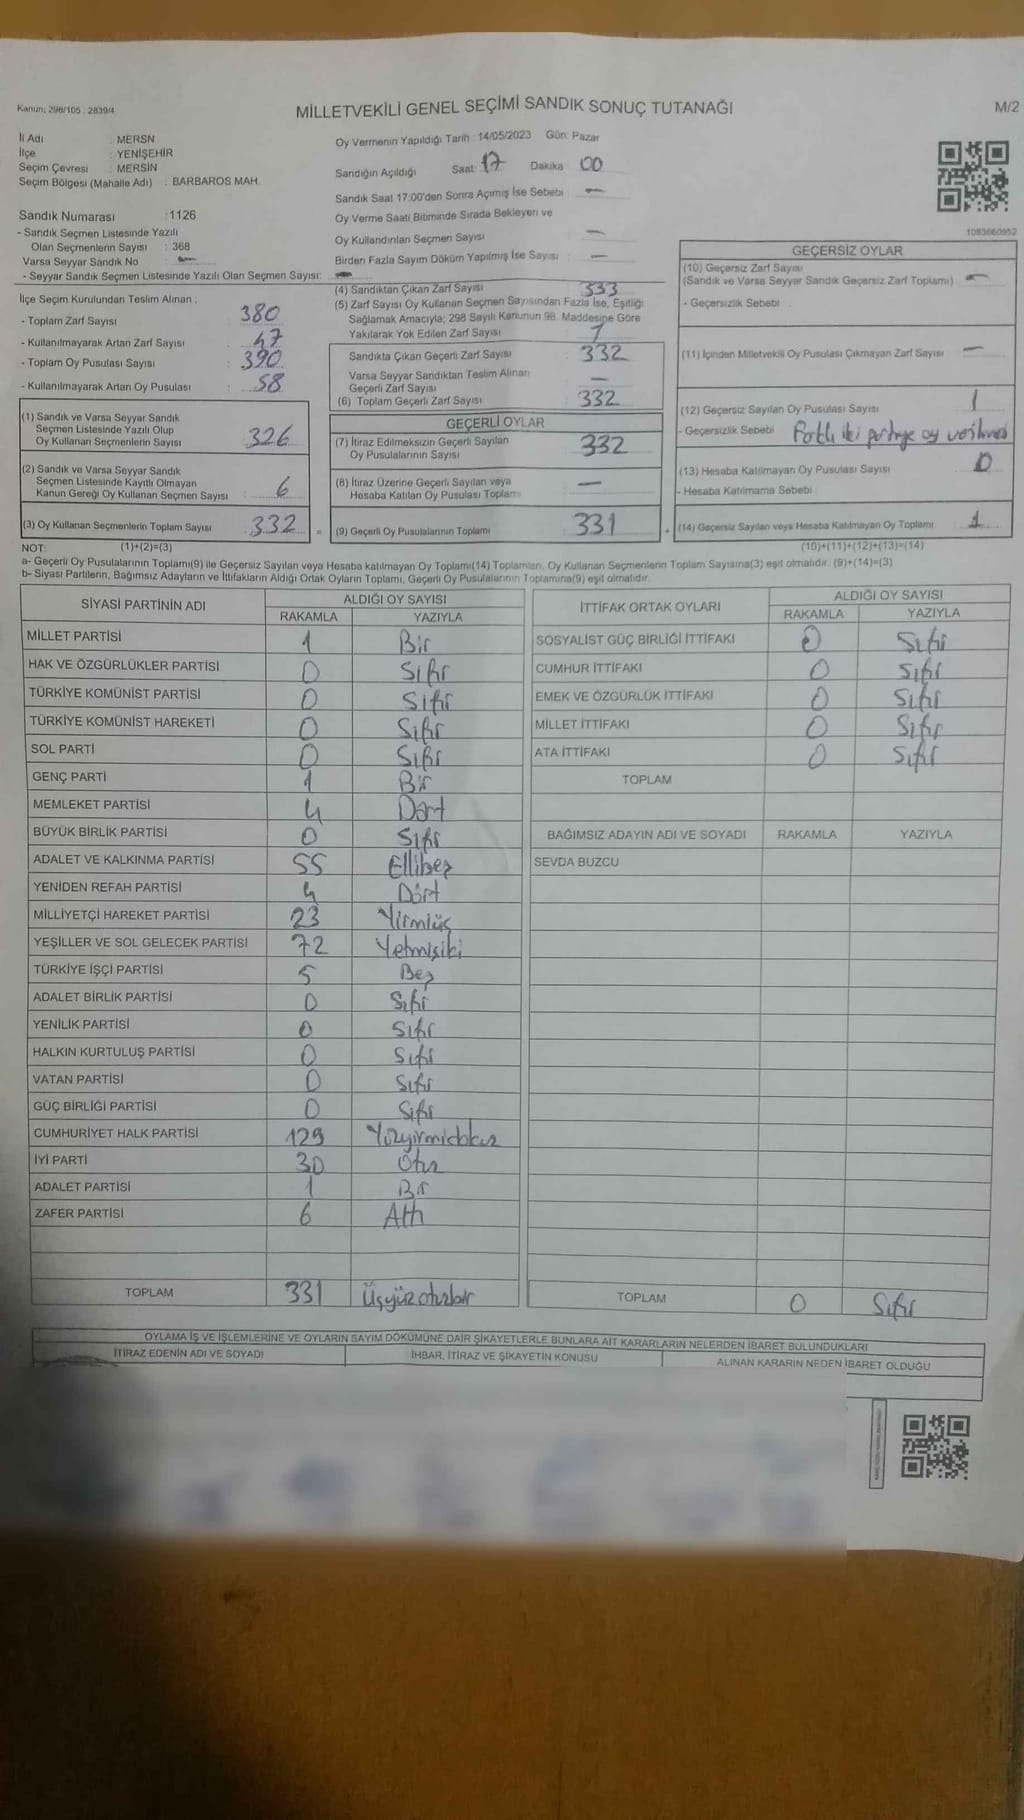 Kanun: 298/105 : 2839/4
MİLLETVEKİLİ GENEL SEÇİMİ SANDIK SONUÇ TUTANAĞI
M/2
İl Adı : MERSN
İlçe : YENİŞEHİR
Seçim Çevresi : MERSİN
Seçim Bölgesi (Mahalle Adı) : BARBAROS MAH.
Oy Vermenin Yapıldığı Tarih : 14/05/2023 Gün: Pazar
Sandığın Açıldığı Saat: 17 Dakika 00
Sandık Saat 17:00'den Sonra Açımış İse Sebebi —
Oy Verme Saati Bitiminde Sırada Bekleyen ve
Oy Kullandırılan Seçmen Sayısı —
Birden Fazla Sayım Döküm Yapılmış İse Sayısı —
Sandık Numarası :1126
- Sandık Seçmen Listesinde Yazılı
Olan Seçmenlerin Sayısı : 368
Varsa Seyyar Sandık No —
- Seyyar Sandık Seçmen Listesinde Yazılı Olan Seçmen Sayısı: —
İlçe Seçim Kurulundan Teslim Alınan ;
- Toplam Zarf Sayısı : 380
- Kullanılmayarak Artan Zarf Sayısı : 47
- Toplam Oy Pusulası Sayısı : 390
- Kullanılmayarak Artan Oy Pusulası : 58
(1) Sandık ve Varsa Seyyar Sandık
Seçmen Listesinde Yazılı Olup
Oy Kullanan Seçmenlerin Sayısı : 326
(2) Sandık ve Varsa Seyyar Sandık
Seçmen Listesinde Kayıtlı Olmayan
Kanun Gereği Oy Kullanan Seçmen Sayısı : 6
(3) Oy Kullanan Seçmenlerin Toplam Sayısı : 332
(4) Sandıktan Çıkan Zarf Sayısı : 333
(5) Zarf Sayısı Oy Kullanan Seçmen Sayısından Fazla İse, Eşitliği
Sağlamak Amacıyla; 298 Sayılı Kanunun 98. Maddesine Göre
Yakılarak Yok Edilen Zarf Sayısı : 1
Sandıkta Çıkan Geçerli Zarf Sayısı : 332
Varsa Seyyar Sandıktan Teslim Alınan
Geçerli Zarf Sayısı : —
(6) Toplam Geçerli Zarf Sayısı : 332
GEÇERLİ OYLAR
(7) İtiraz Edilmeksizin Geçerli Sayılan
Oy Pusulalarının Sayısı : 332
(8) İtiraz Üzerine Geçerli Sayılan veya
Hesaba Katılan Oy Pusulası Toplamı : —
= (9) Geçerli Oy Pusulalarının Toplamı : 331
1083660952
GEÇERSİZ OYLAR
(10) Geçersiz Zarf Sayısı
(Sandık ve Varsa Seyyar Sandık Geçersiz Zarf Toplamı) : —
- Geçersizlik Sebebi :
(11) İçinden Milletvekili Oy Pusulası Çıkmayan Zarf Sayısı : —
(12) Geçersiz Sayılan Oy Pusulası Sayısı : 1
- Geçersizlik Sebebi : Farklı iki partiye oy verilmesi
(13) Hesaba Katılmayan Oy Pusulası Sayısı : 0
- Hesaba Katılmama Sebebi :
+ (14) Geçersiz Sayılan veya Hesaba Katılmayan Oy Toplamı : 1
NOT: (1)+(2)=(3)
(10)+(11)+(12)+(13)=(14)
a- Geçerli Oy Pusulalarının Toplamı(9) ile Geçersiz Sayılan veya Hesaba katılmayan Oy Toplamı(14) Toplamları, Oy Kullanan Seçmenlerin Toplam Sayısına(3) eşit olmalıdır. (9)+(14)=(3)
b- Siyasi Partilerin, Bağımsız Adayların ve İttifakların Aldığı Ortak Oyların Toplamı, Geçerli Oy Pusulalarının Toplamına(9) eşit olmalıdır.
SİYASİ PARTİNİN ADI ALDIĞI OY SAYISI
RAKAMLA YAZIYLA
MİLLET PARTİSİ 1 Bir
HAK VE ÖZGÜRLÜKLER PARTİSİ 0 Sıfır
TÜRKİYE KOMÜNİST PARTİSİ 0 Sıfır
TÜRKİYE KOMÜNİST HAREKETİ 0 Sıfır
SOL PARTİ 0 Sıfır
GENÇ PARTİ 1 Bir
MEMLEKET PARTİSİ 4 Dört
BÜYÜK BİRLİK PARTİSİ 0 Sıfır
ADALET VE KALKINMA PARTİSİ 55 Ellibeş
YENİDEN REFAH PARTİSİ 4 Dört
MİLLİYETÇİ HAREKET PARTİSİ 23 Yirmiüç
YEŞİLLER VE SOL GELECEK PARTİSİ 72 Yetmişiki
TÜRKİYE İŞÇİ PARTİSİ 5 Beş
ADALET BİRLİK PARTİSİ 0 Sıfır
YENİLİK PARTİSİ 0 Sıfır
HALKIN KURTULUŞ PARTİSİ 0 Sıfır
VATAN PARTİSİ 0 Sıfır
GÜÇ BİRLİĞİ PARTİSİ 0 Sıfır
CUMHURİYET HALK PARTİSİ 129 Yüzyirmidokuz
İYİ PARTİ 30 Otuz
ADALET PARTİSİ 1 Bir
ZAFER PARTİSİ 6 Altı
TOPLAM 331 Üçyüzotuzbir
İTTİFAK ORTAK OYLARI ALDIĞI OY SAYISI
RAKAMLA YAZIYLA
SOSYALİST GÜÇ BİRLİĞİ İTTİFAKI 0 Sıfır
CUMHUR İTTİFAKI 0 Sıfır
EMEK VE ÖZGÜRLÜK İTTİFAKI 0 Sıfır
MİLLET İTTİFAKI 0 Sıfır
ATA İTTİFAKI 0 Sıfır
TOPLAM
BAĞIMSIZ ADAYIN ADI VE SOYADI RAKAMLA YAZIYLA
SEVDA BUZCU
TOPLAM 0 Sıfır
OYLAMA İŞ VE İŞLEMLERİNE VE OYLARIN SAYIM DÖKÜMÜNE DAİR ŞİKAYETLERLE BUNLARA AİT KARARLARIN NELERDEN İBARET BULUNDUKLARI
İTİRAZ EDENİN ADI VE SOYADI İHBAR, İTİRAZ VE ŞİKAYETİN KONUSU ALINAN KARARIN NEDEN İBARET OLDUĞU